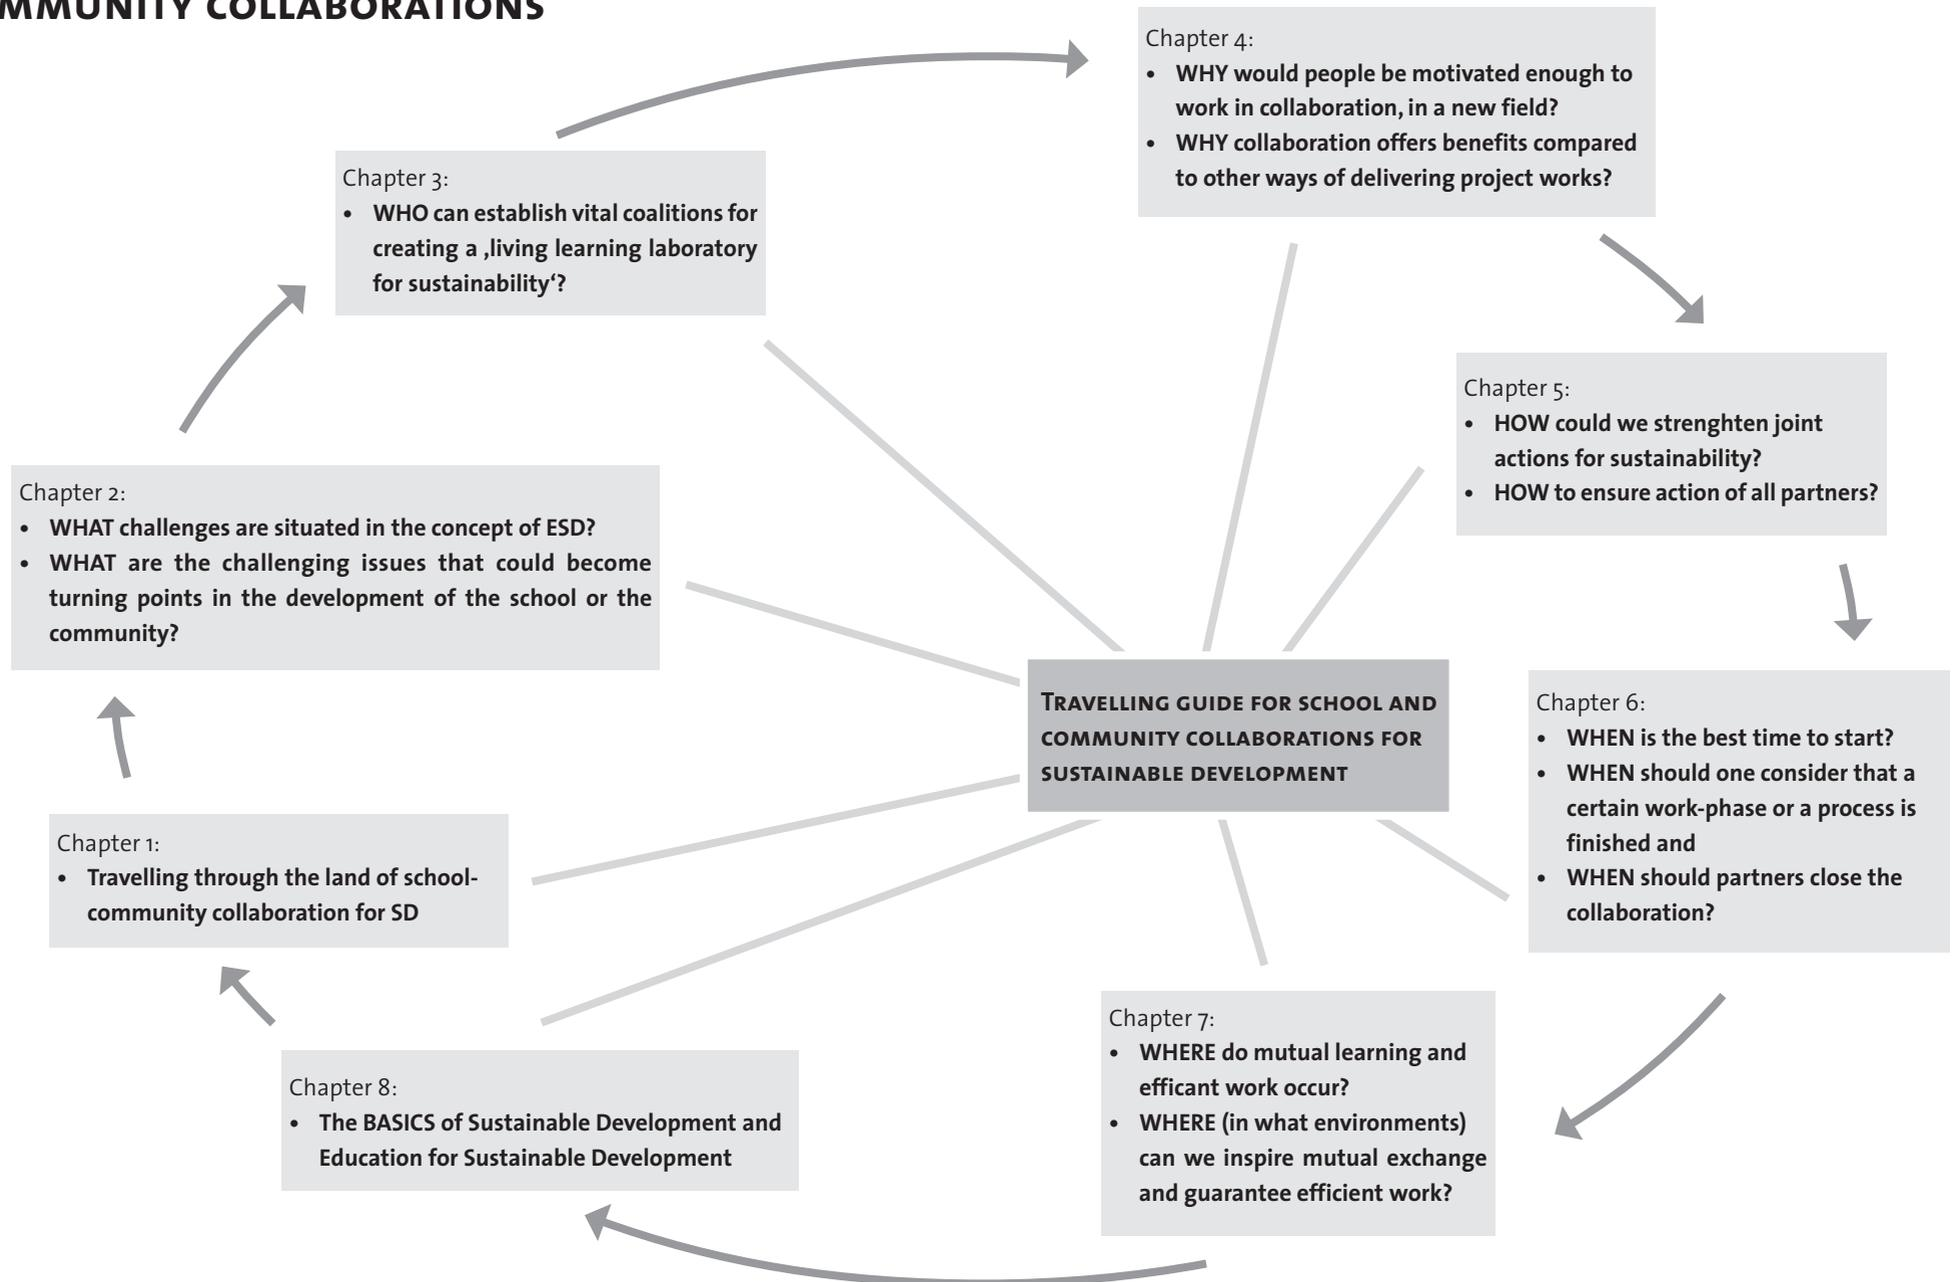 MMUNITY COLLABORATIONS
Chapter 4:
• WHY would people be motivated enough to
work in collaboration, in a new field?
• WHY collaboration offers benefits compared
to other ways of delivering project works?
Chapter 3:
• WHO can establish vital coalitions for
creating a ‚living learning laboratory
for sustainability‘?
Chapter 5:
• HOW could we strenghten joint
actions for sustainability?
• HOW to ensure action of all partners?
Chapter 2:
• WHAT challenges are situated in the concept of ESD?
• WHAT are the challenging issues that could become
turning points in the development of the school or the
community?
TRAVELLING GUIDE FOR SCHOOL AND
COMMUNITY COLLABORATIONS FOR
SUSTAINABLE DEVELOPMENT
Chapter 6:
• WHEN is the best time to start?
• WHEN should one consider that a
certain work-phase or a process is
finished and
• WHEN should partners close the
collaboration?
Chapter 1:
• Travelling through the land of school-
community collaboration for SD
Chapter 7:
• WHERE do mutual learning and
efficant work occur?
• WHERE (in what environments)
can we inspire mutual exchange
and guarantee efficient work?
Chapter 8:
• The BASICS of Sustainable Development and
Education for Sustainable Development